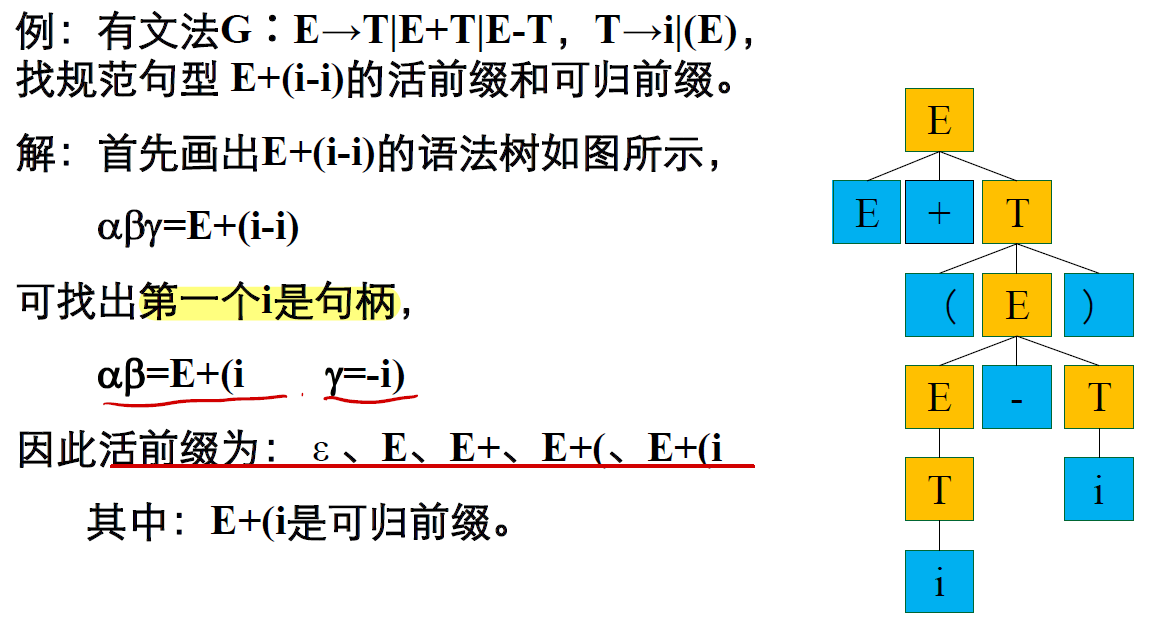 例：有文法G：E→T|E+T|E-T，T→i|(E)，
找规范句型 E+(i-i)的活前缀和可归前缀。
解：首先画出E+(i-i)的语法树如图所示，
αβγ=E+(i-i)
可找出第一个i是句柄，
αβ=E+(i γ=-i)
因此活前缀为：ε、E、E+、E+(、E+(i
其中：E+(i是可归前缀。
E
E + T
( E )
E - T
T i
i